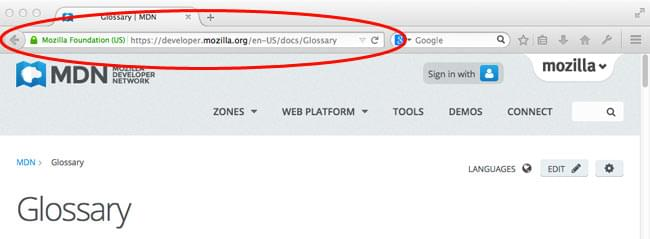 Glossary | MDN
Mozilla Foundation (US) https://developer.mozilla.org/en-US/docs/Glossary
Google
MDN MOZILLA
DEVELOPER
NETWORK
Sign in with
mozilla
ZONES WEB PLATFORM TOOLS DEMOS CONNECT
MDN > Glossary
LANGUAGES EDIT
Glossary